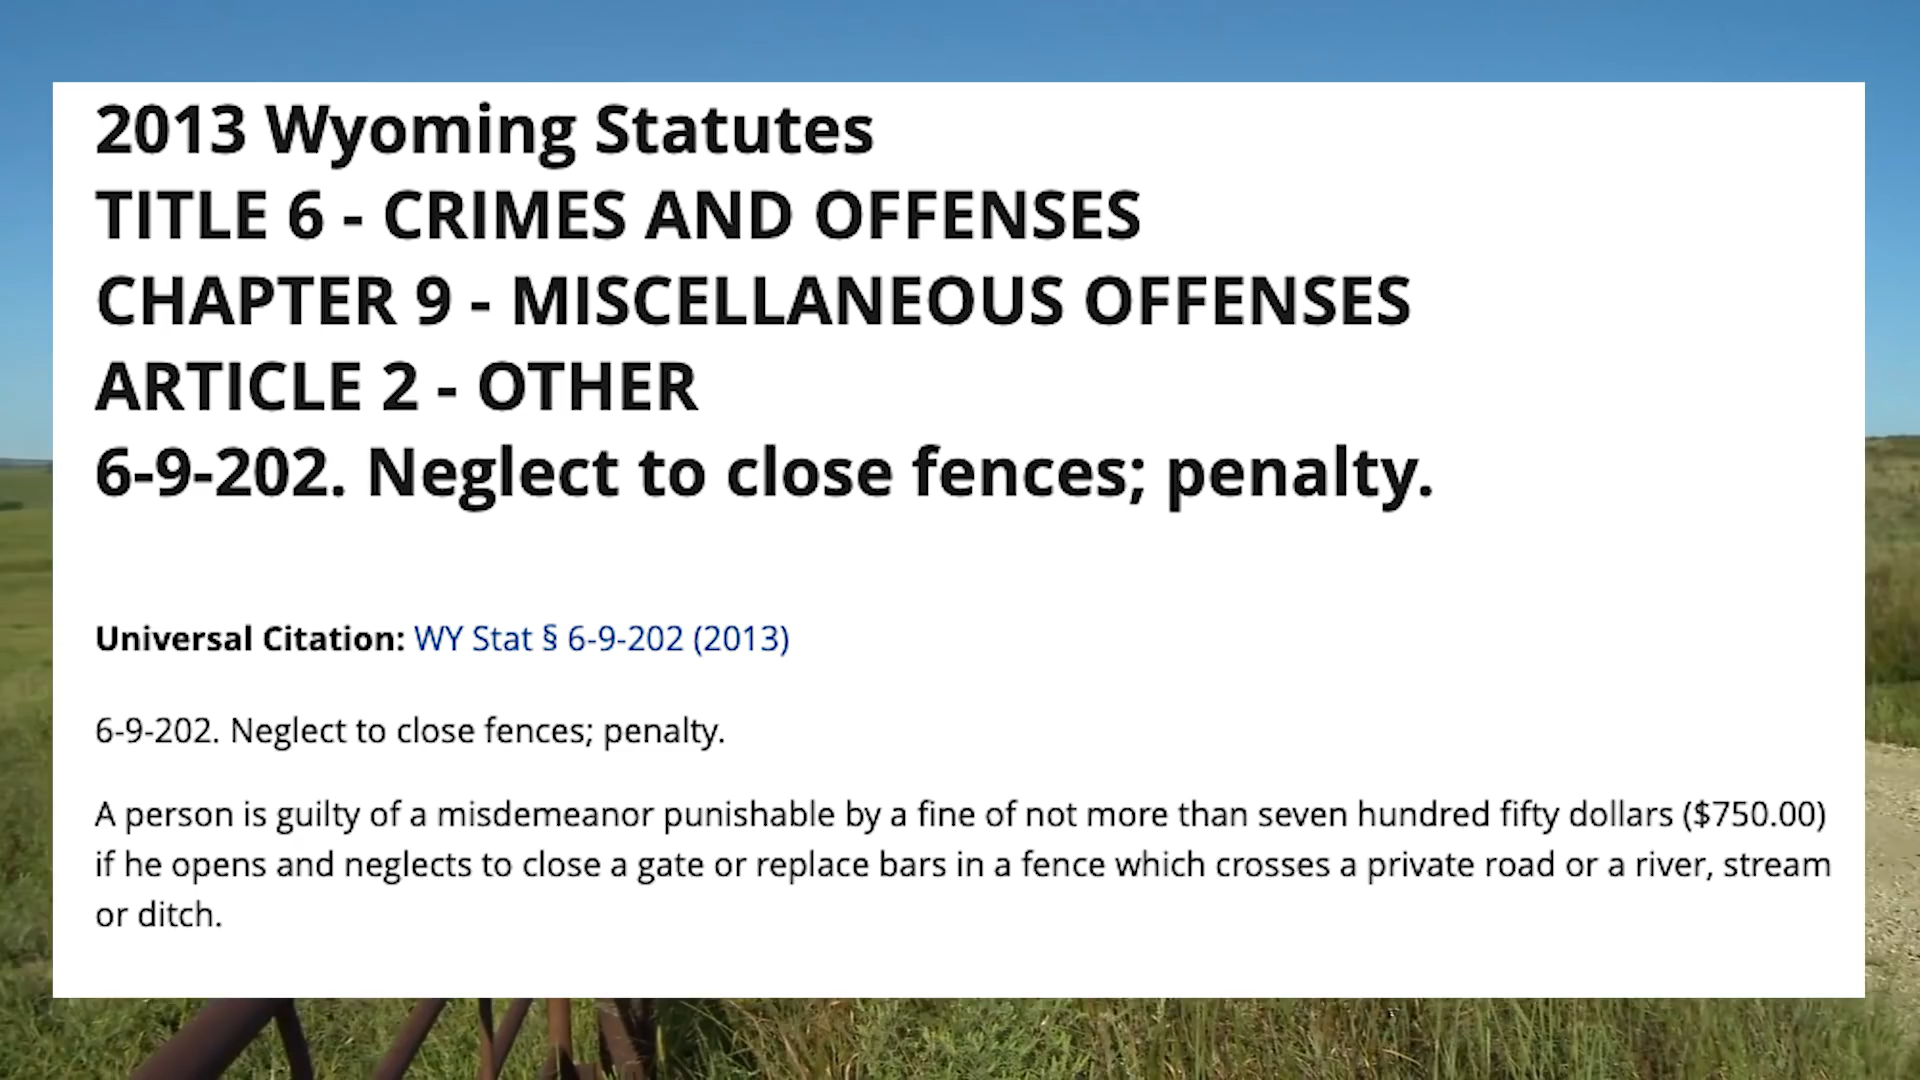 2013 Wyoming Statutes
TITLE 6 - CRIMES AND OFFENSES
CHAPTER 9 - MISCELLANEOUS OFFENSES
ARTICLE 2 - OTHER
6-9-202. Neglect to close fences; penalty.
Universal Citation: WY Stat § 6-9-202 (2013)
6-9-202. Neglect to close fences; penalty.
A person is guilty of a misdemeanor punishable by a fine of not more than seven hundred fifty dollars ($750.00)
if he opens and neglects to close a gate or replace bars in a fence which crosses a private road or a river, stream
or ditch.